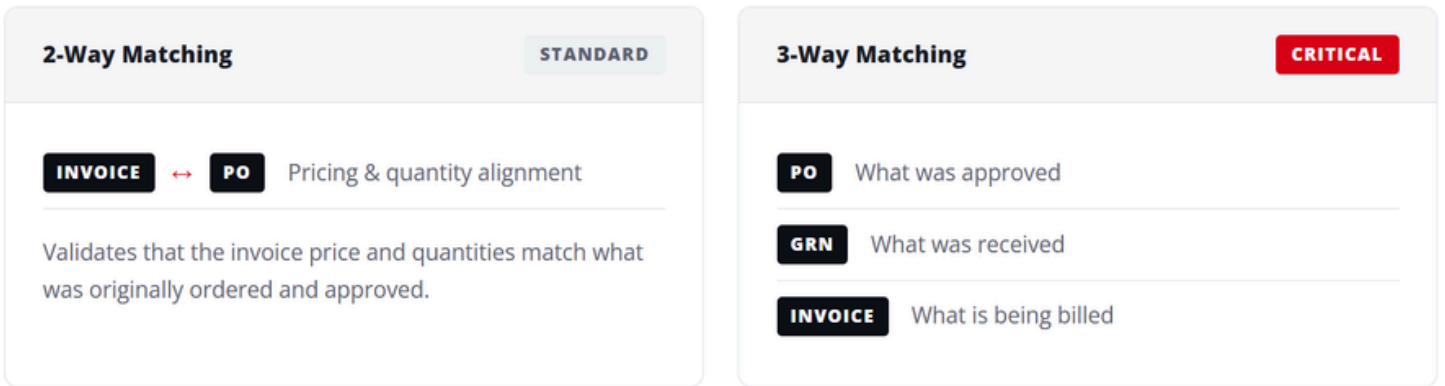 2-Way Matching
STANDARD
INVOICE ↔ PO Pricing & quantity alignment
Validates that the invoice price and quantities match what
was originally ordered and approved.
3-Way Matching
CRITICAL
PO What was approved
GRN What was received
INVOICE What is being billed